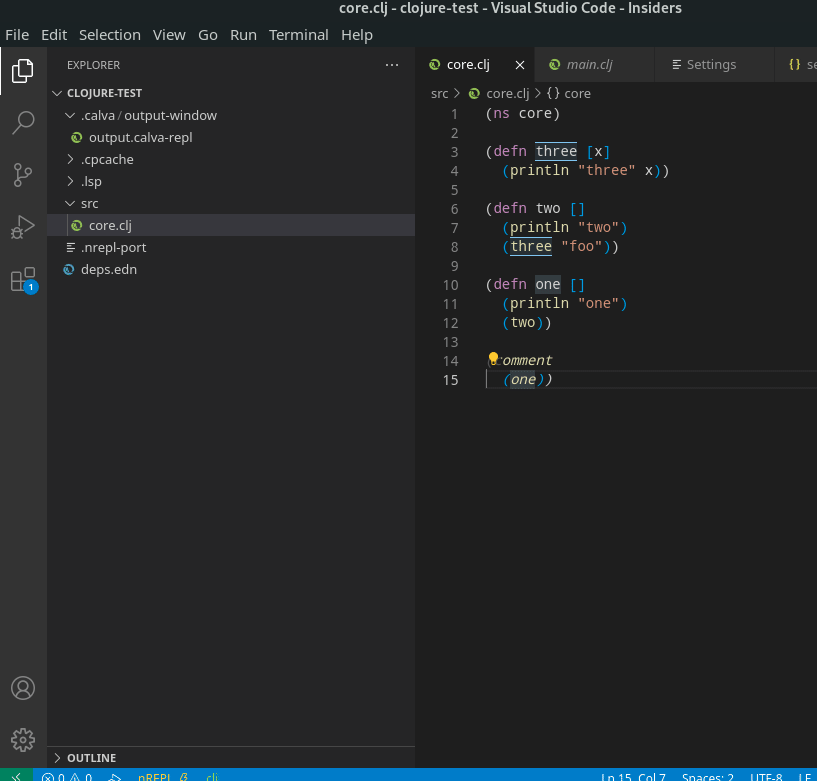 core.clj - clojure-test - Visual Studio Code - Insiders
File Edit Selection View Go Run Terminal Help
EXPLORER ...
CLOJURE-TEST
.calva / output-window
output.calva-repl
.cpcache
.lsp
src
core.clj
.nrepl-port
deps.edn
1
OUTLINE
core.clj main.clj Settings {} se
src > core.clj > {} core
1 (ns core)
2
3 (defn three [x]
4 (println "three" x))
5
6 (defn two []
7 (println "two")
8 (three "foo"))
9
10 (defn one []
11 (println "one")
12 (two))
13
14 (comment
15 (one))
0 0 nREPL clj Ln 15, Col 7 Spaces: 2 UTF-8 LF